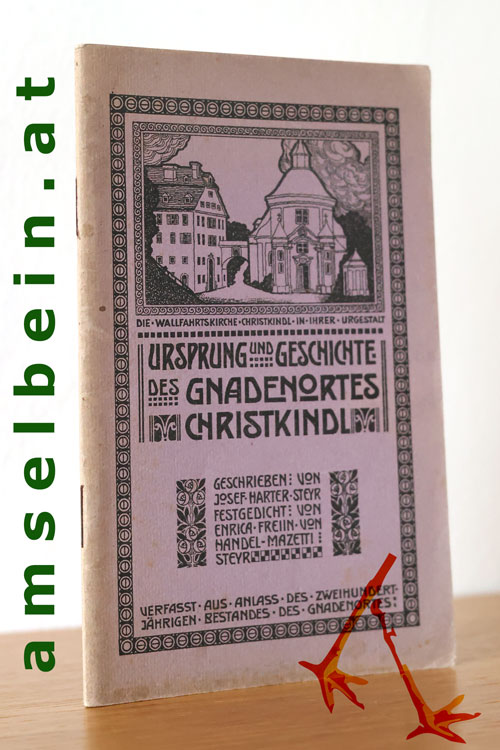 amselbein.at
DIE·WALLFAHRTSKIRCHE·CHRISTKINDL·IN·IHRER·URGESTALT
URSPRUNG UND GESCHICHTE
DES GNADENORTES
CHRISTKINDL
GESCHRIEBEN: VON
JOSEF·HARTER·STEYR
FESTGEDICHT: VON
ENRICA·FREIIN·VON
HANDEL-MAZETTI
STEYR
VERFASST·AUS·ANLASS·DES·ZWEIHUNDERT-
JÄHRIGEN·BESTANDES·DES·GNADENORTES: